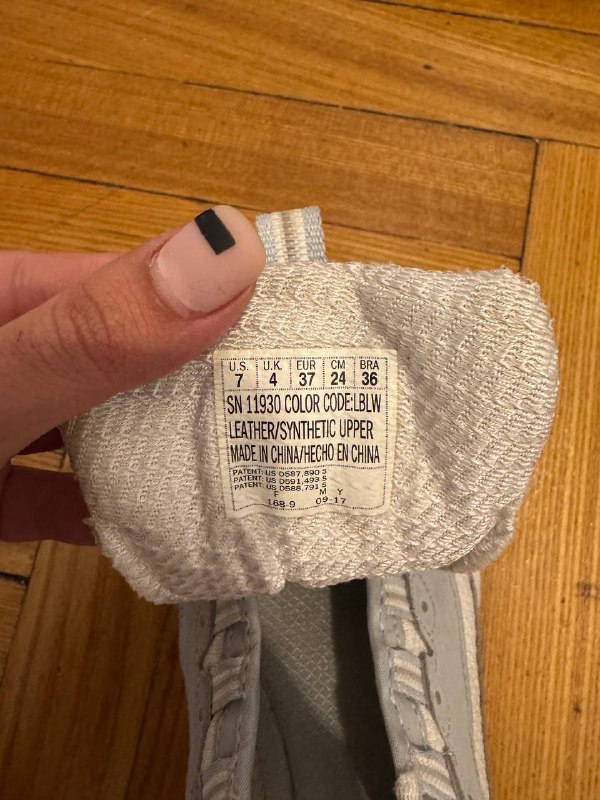 U.S. U.K. EUR CM BRA
7 4 37 24 36
SN 11930 COLOR CODE:LBLW
LEATHER/SYNTHETIC UPPER
MADE IN CHINA/HECHO EN CHINA
PATENT: US D587,890 S
PATENT: US D591,493 S
PATENT: US D588,791 S
F M Y
168-9 09-17